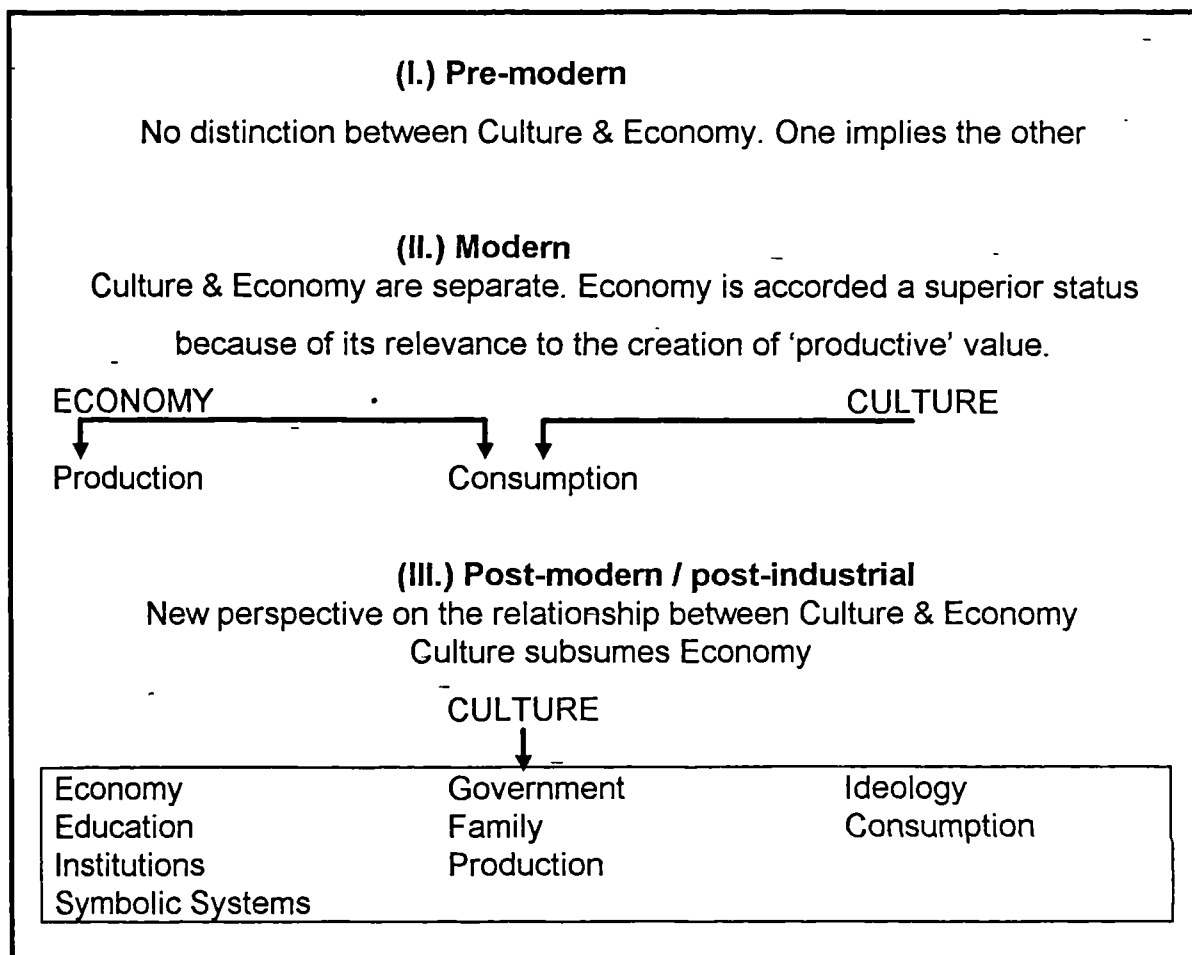 (I.) Pre-modern
No distinction between Culture & Economy. One implies the other
(II.) Modern
Culture & Economy are separate. Economy is accorded a superior status
because of its relevance to the creation of ‘productive’ value.
ECONOMY CULTURE
Production Consumption
(III.) Post-modern / post-industrial
New perspective on the relationship between Culture & Economy
Culture subsumes Economy
CULTURE
Economy Government Ideology
Education Family Consumption
Institutions Production
Symbolic Systems